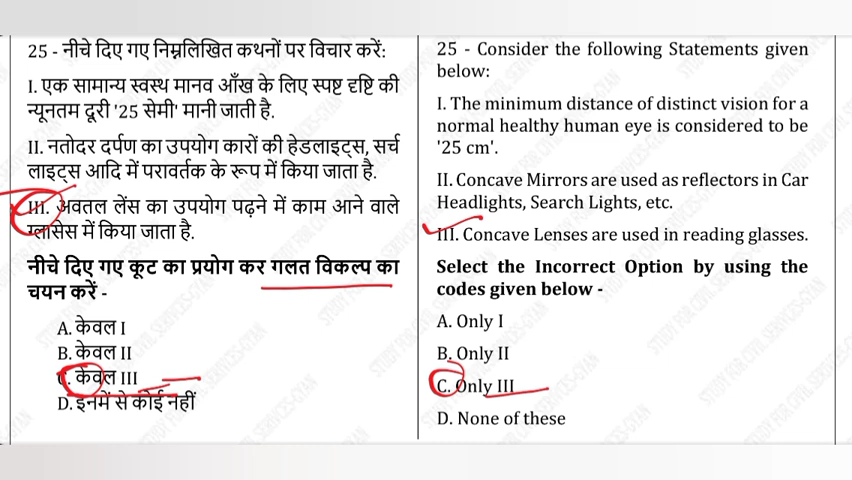 25 - नीचे दिए गए निम्नलिखित कथनों पर विचार करें:
I. एक सामान्य स्वस्थ मानव आँख के लिए स्पष्ट दृष्टि की
न्यूनतम दूरी '25 सेमी' मानी जाती है.
II. नतोदर दर्पण का उपयोग कारों की हेडलाइट्स, सर्च
लाइट्स आदि में परावर्तक के रूप में किया जाता है.
III. अवतल लेंस का उपयोग पढ़ने में काम आने वाले
ग्लासेस में किया जाता है.
नीचे दिए गए कूट का प्रयोग कर गलत विकल्प का
चयन करें -
A. केवल I
B. केवल II
C. केवल III
D. इनमें से कोई नहीं
25 - Consider the following Statements given
below:
I. The minimum distance of distinct vision for a
normal healthy human eye is considered to be
'25 cm'.
II. Concave Mirrors are used as reflectors in Car
Headlights, Search Lights, etc.
III. Concave Lenses are used in reading glasses.
Select the Incorrect Option by using the
codes given below -
A. Only I
B. Only II
C. Only III
D. None of these
STUDY FOR CIVIL SERVICES-GYAN